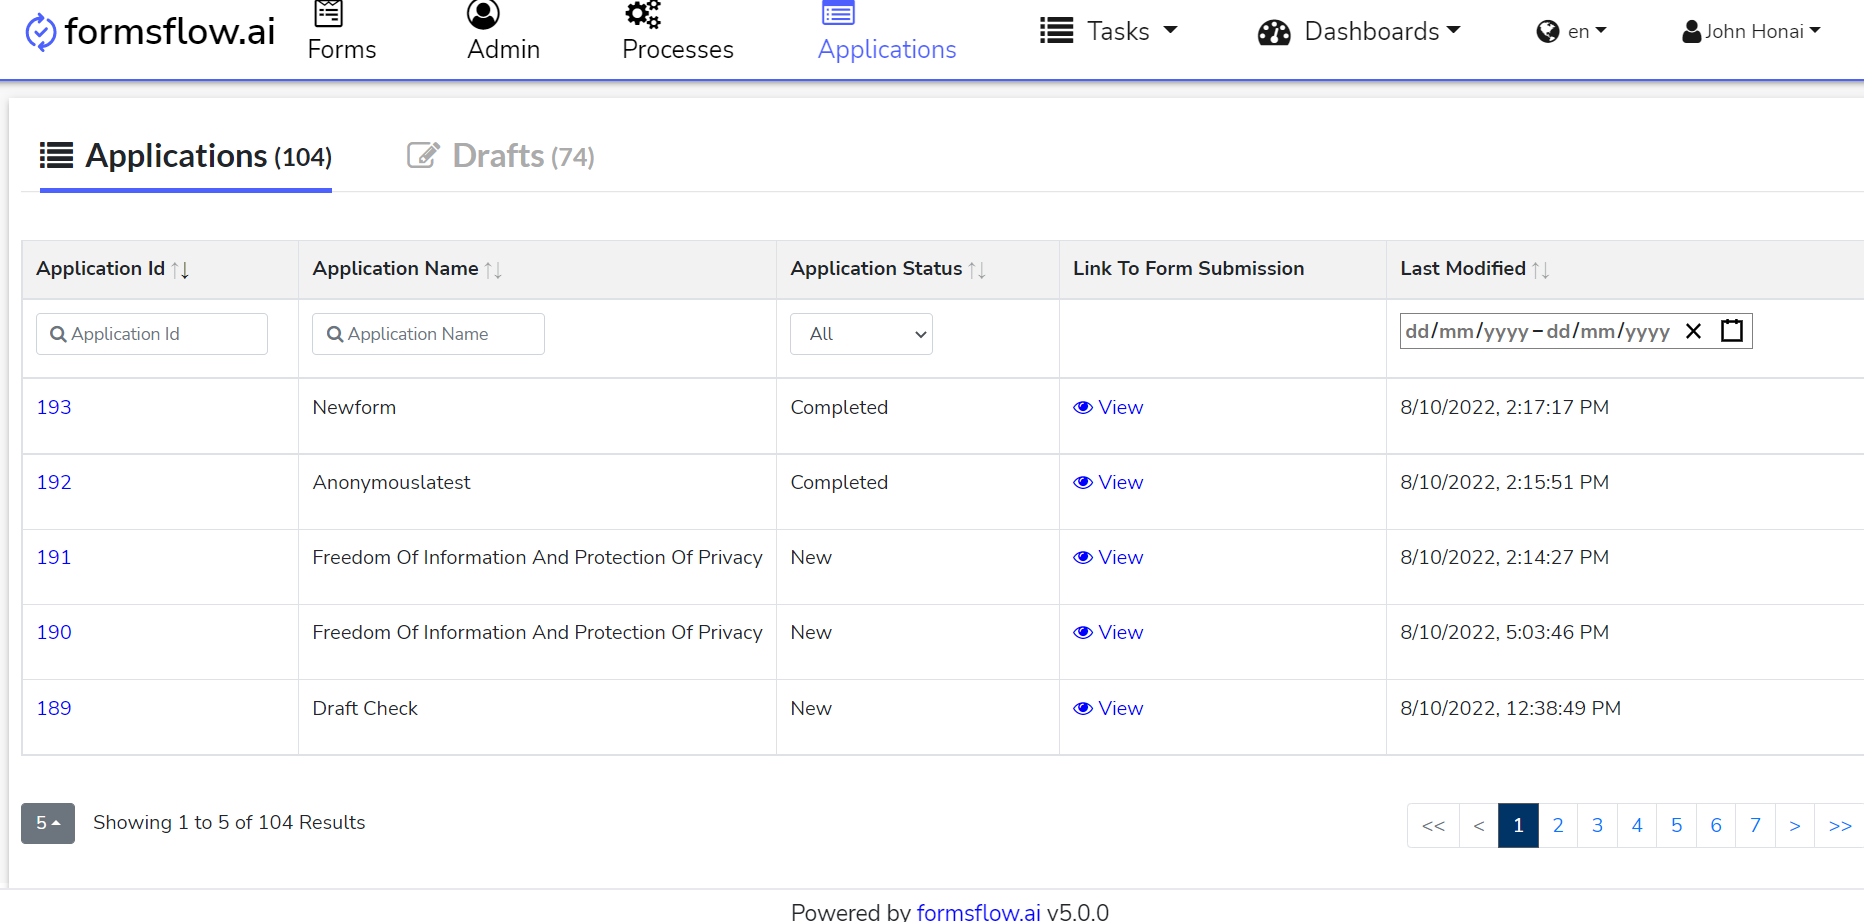 formsflow.ai Forms Admin Processes Applications Tasks Dashboards en John Honai
Applications (104) Drafts (74)
Application Id Application Name Application Status Link To Form Submission Last Modified
Application Id Application Name All dd/mm/yyyy – dd/mm/yyyy
193 Newform Completed View 8/10/2022, 2:17:17 PM
192 Anonymouslatest Completed View 8/10/2022, 2:15:51 PM
191 Freedom Of Information And Protection Of Privacy New View 8/10/2022, 2:14:27 PM
190 Freedom Of Information And Protection Of Privacy New View 8/10/2022, 5:03:46 PM
189 Draft Check New View 8/10/2022, 12:38:49 PM
5 Showing 1 to 5 of 104 Results << < 1 2 3 4 5 6 7 > >>
Powered by formsflow.ai v5.0.0